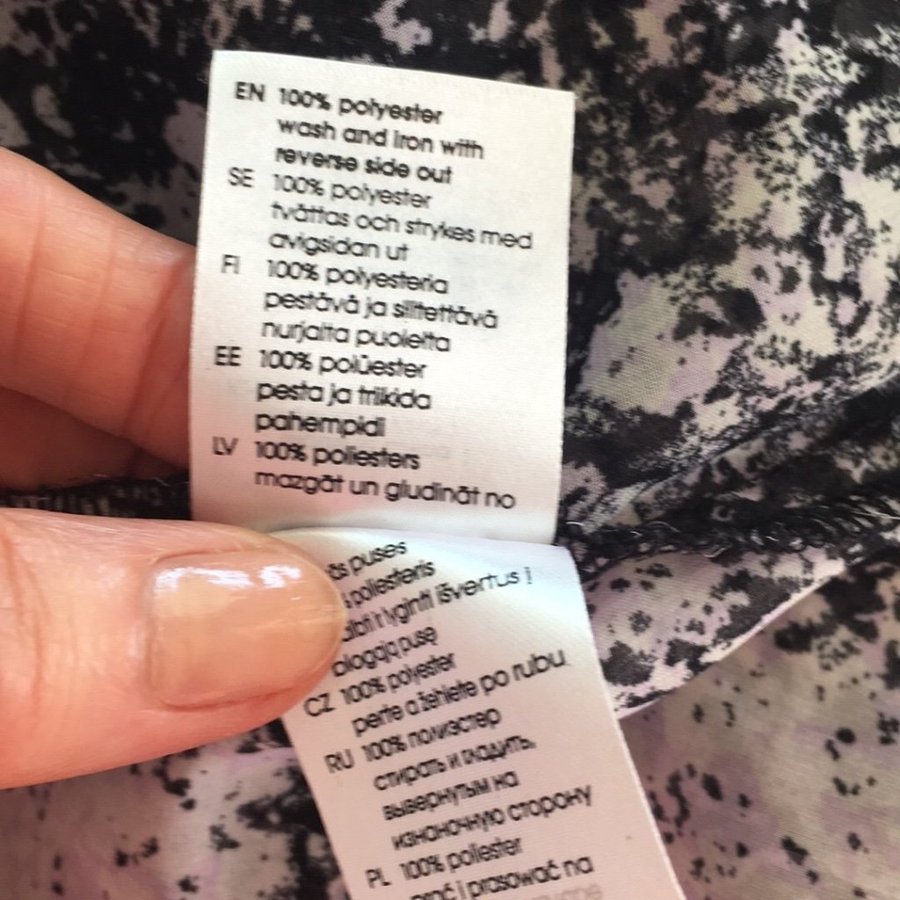 EN 100% polyester
wash and iron with
reverse side out
SE 100% polyester
tvättas och strykes med
avigsidan ut
FI 100% polyesteria
pestävä ja silitettävä
nurjalta puolelta
EE 100% polüester
pesta ja triikida
pahempidi
LV 100% poliesters
mazgāt un gludināt no
puses
poliesteris
lyginti išvertus į
blogąją pusę
CZ 100% polyester
perte a žehlete po rubu
RU 100% полиэстер
стирать и гладить,
вывернутым на
изнаночную сторону
PL 100% poliester
prać i prasować na